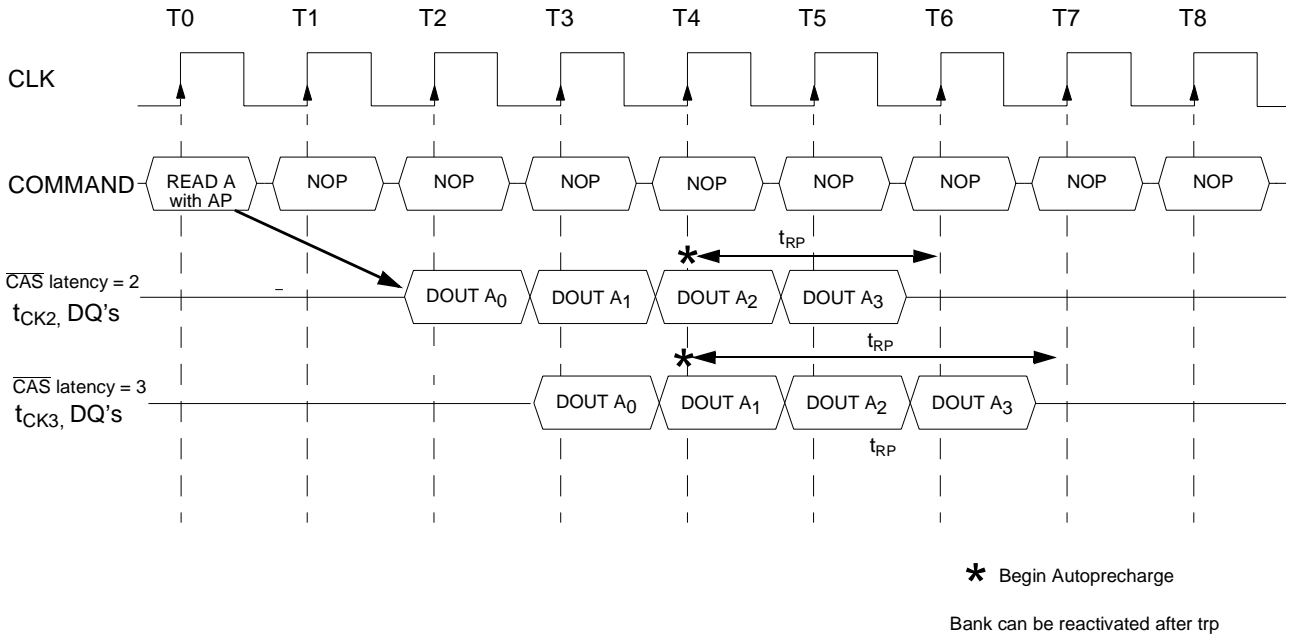 T0 T1 T2 T3 T4 T5 T6 T7 T8
CLK
COMMAND READ A NOP NOP NOP NOP NOP NOP NOP NOP
with AP
tRP
CAS latency = 2
tCK2, DQ's DOUT A0 DOUT A1 DOUT A2 DOUT A3
*
tRP
CAS latency = 3
tCK3, DQ's DOUT A0 DOUT A1 DOUT A2 DOUT A3
*
tRP
* Begin Autoprecharge
Bank can be reactivated after trp